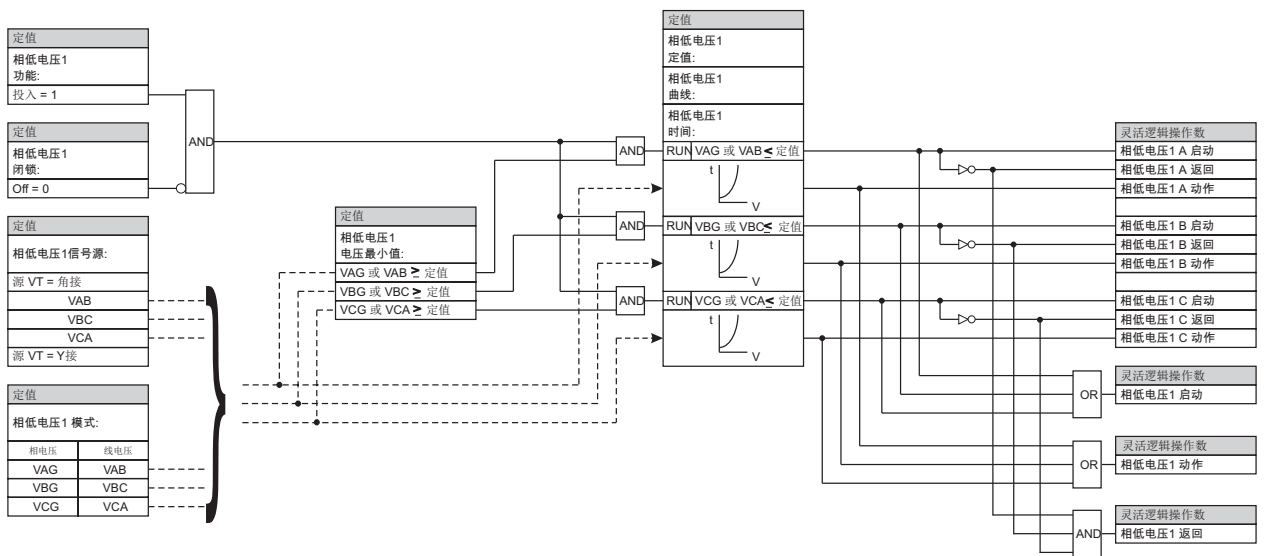 定值
相低电压1
功能:
投入 = 1
定值
相低电压1
闭锁:
Off = 0
定值
相低电压1信号源:
源 VT = 角接
VAB
VBC
VCA
源 VT = Y接
定值
相低电压1 模式:
相电压 线电压
VAG VAB
VBG VBC
VCG VCA
AND
定值
相低电压1
电压最小值:
VAG 或 VAB ≥ 定值
VBG 或 VBC ≥ 定值
VCG 或 VCA ≥ 定值
AND
AND
AND
定值
相低电压1
定值:
相低电压1
曲线:
相低电压1
时间:
RUN VAG 或 VAB ≤ 定值
t
V
RUN VBG 或 VBC ≤ 定值
t
V
RUN VCG 或 VCA ≤ 定值
t
V
灵活逻辑操作数
相低电压1 A 启动
相低电压1 A 返回
相低电压1 A 动作
相低电压1 B 启动
相低电压1 B 返回
相低电压1 B 动作
相低电压1 C 启动
相低电压1 C 返回
相低电压1 C 动作
OR
灵活逻辑操作数
相低电压1 启动
OR
灵活逻辑操作数
相低电压1 动作
AND
灵活逻辑操作数
相低电压1 返回